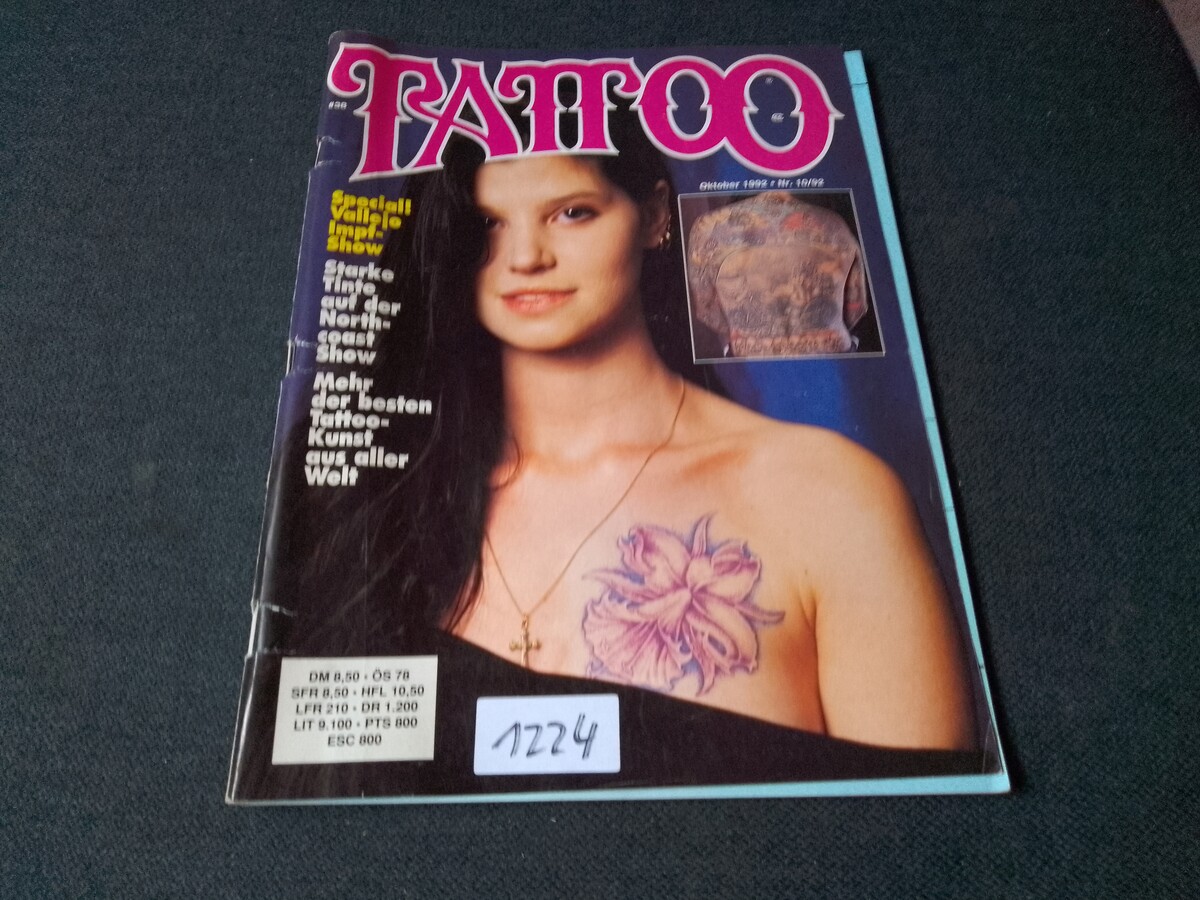 TATTOO
#38
Oktober 1992 • Nr. 10/92
Special!
Vallejo
Impf-
Show
Starke
Tinte
auf der
North-
coast
Show
Mehr
der besten
Tattoo-
Kunst
aus aller
Welt
DM 8,50 • ÖS 78
SFR 8,50 • HFL 10,50
LFR 210 • DR 1.200
LIT 9.100 • PTS 800
ESC 800
1224